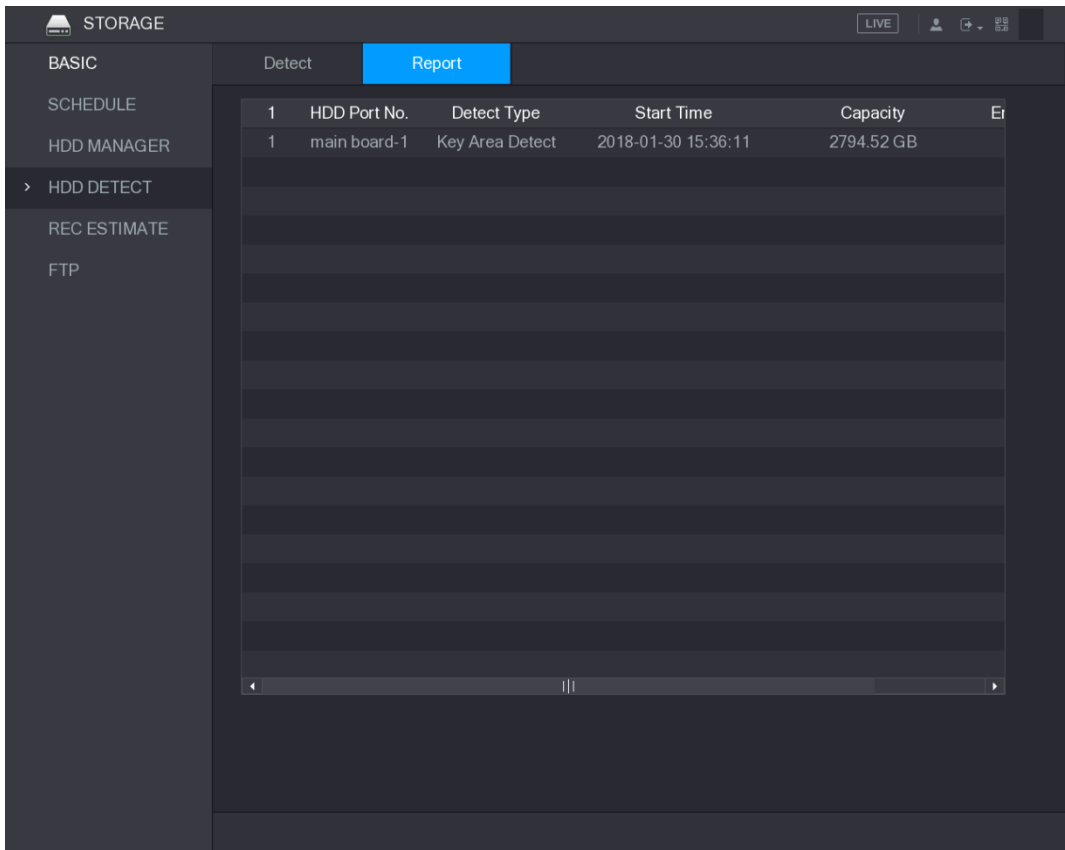 STORAGE LIVE
BASIC
SCHEDULE
HDD MANAGER
HDD DETECT
REC ESTIMATE
FTP
Detect Report
1 HDD Port No. Detect Type Start Time Capacity
1 main board-1 Key Area Detect 2018-01-30 15:36:11 2794.52 GB